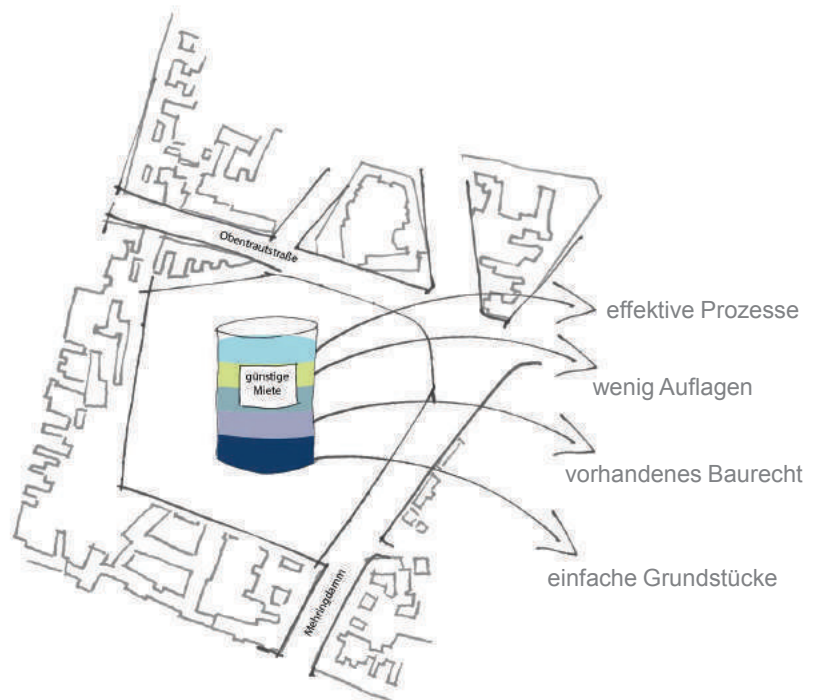 Obentrautstraße
effektive Prozesse
günstige
Miete
wenig Auflagen
vorhandenes Baurecht
einfache Grundstücke
Mehringdamm